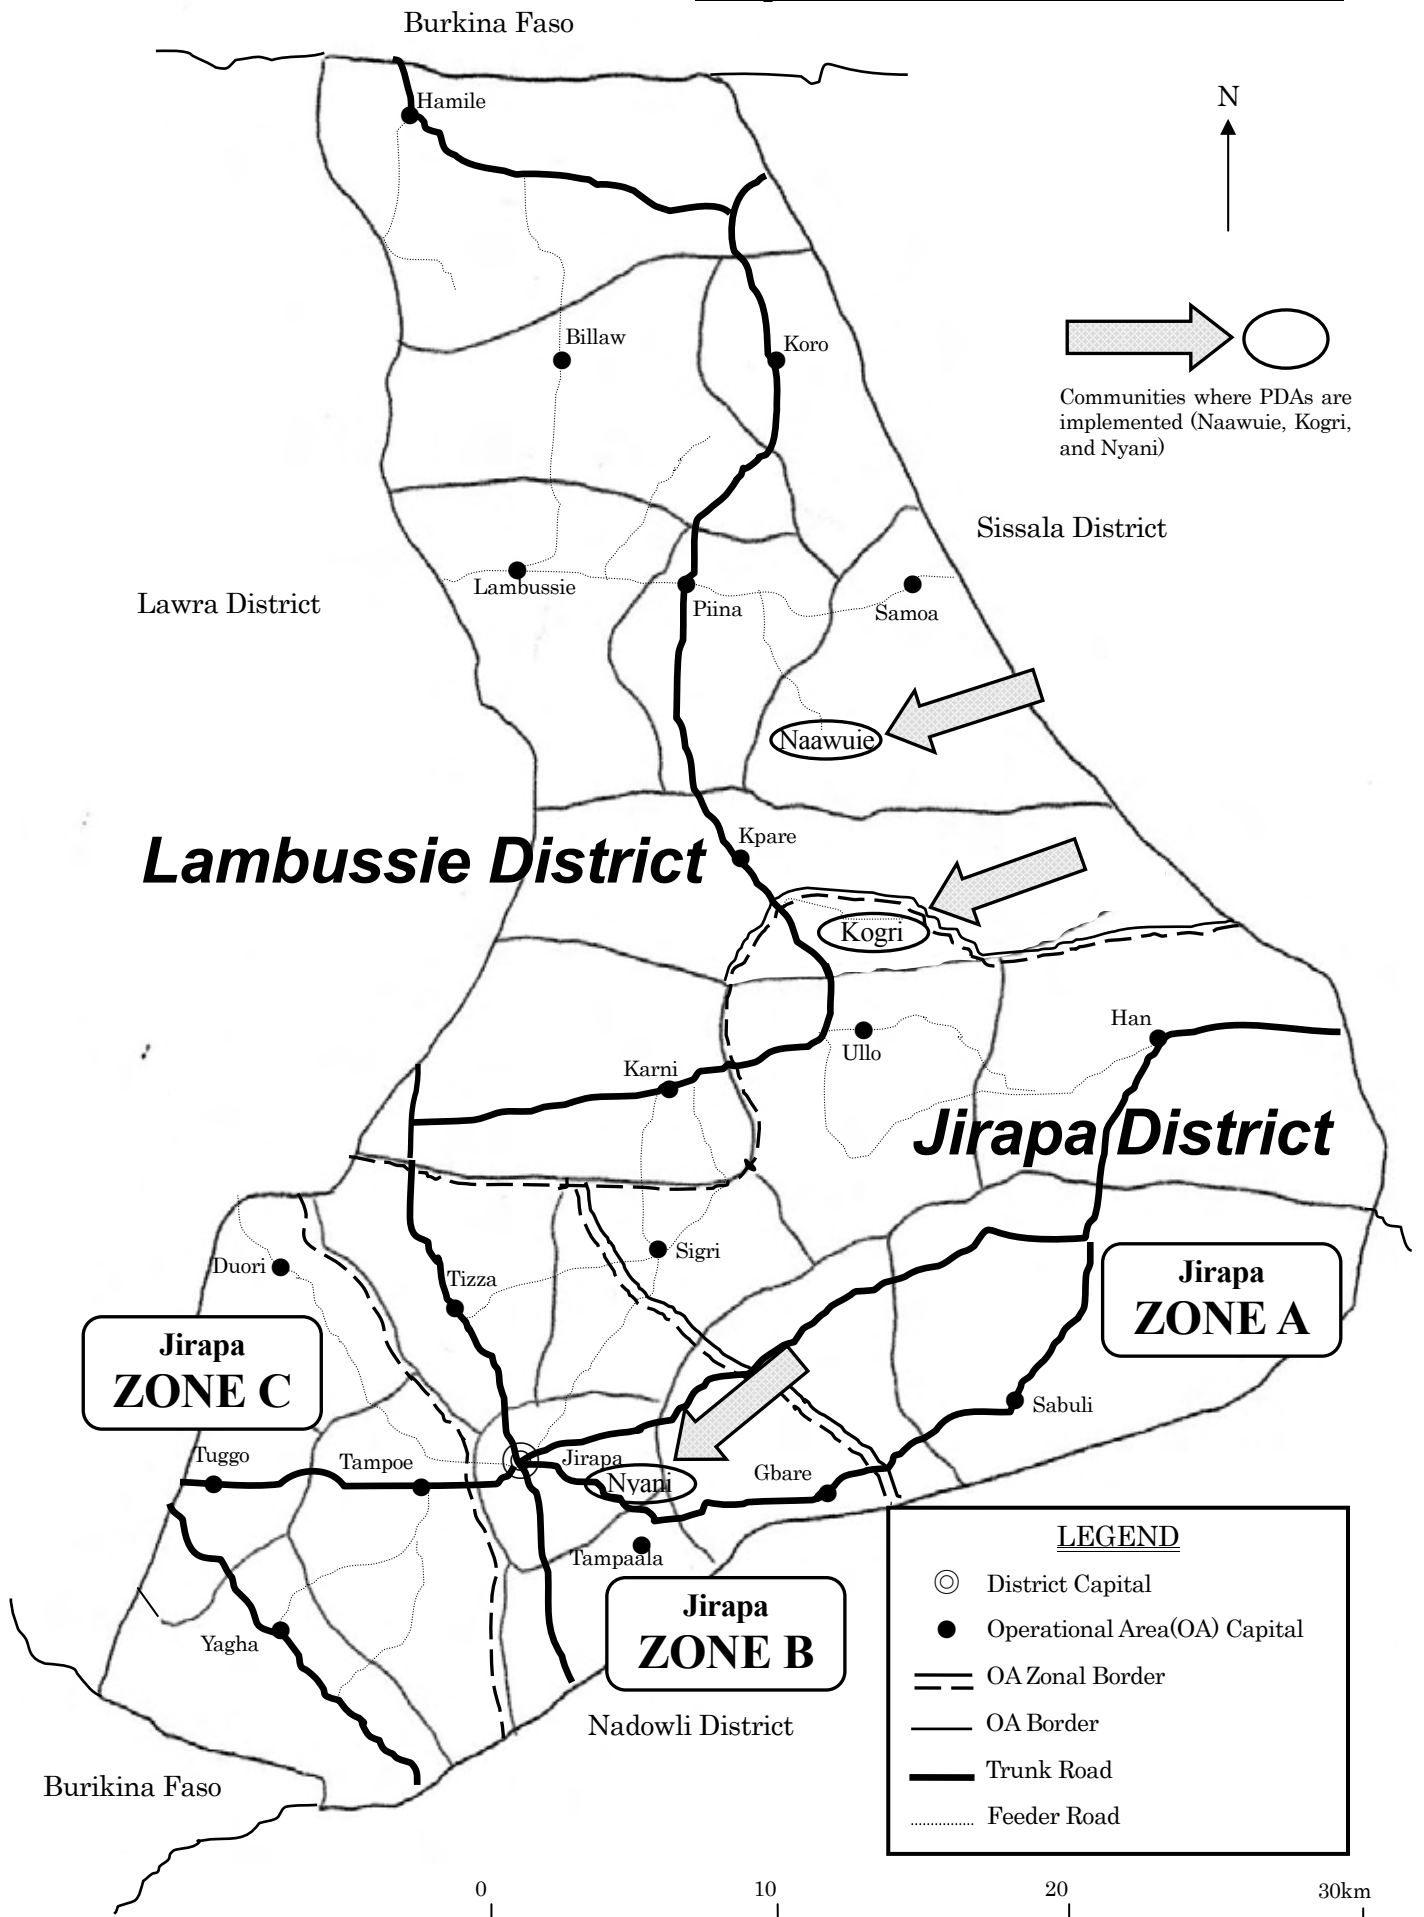 Burkina Faso
Hamile
N
Billaw
Koro
Communities where PDAs are
implemented (Naawuie, Kogri,
and Nyani)
Sissala District
Lambussie
Lawra District
Piina
Samoa
Naawuie
Kpare
Lambussie District
Kogri
Han
Ullo
Karni
Jirapa District
Sigri
Duori
Tizza
Jirapa
ZONE A
Jirapa
ZONE C
Sabuli
Tuggo
Tampoe
Jirapa
Nyani
Gbare
Tampaala
Jirapa
ZONE B
Yagha
Nadowli District
Burikina Faso
LEGEND
District Capital
Operational Area(OA) Capital
OA Zonal Border
OA Border
Trunk Road
Feeder Road
0 10 20 30km